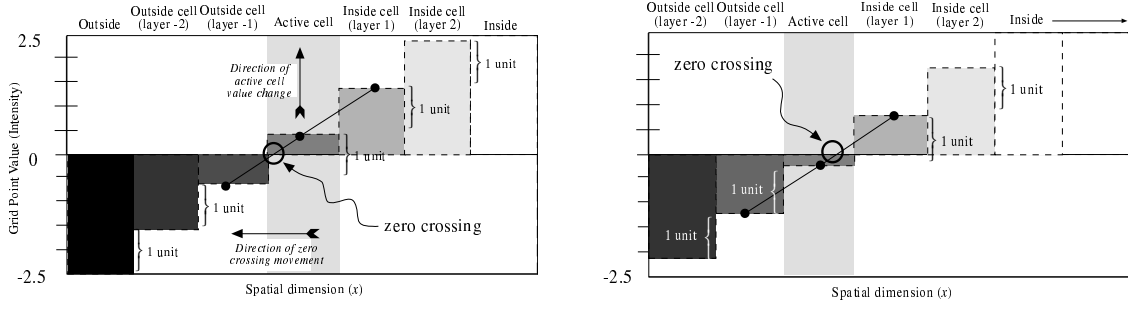 Outside
Outside cell
(layer -2)
Outside cell
(layer -1)
Active cell
Inside cell
(layer 1)
Inside cell
(layer 2)
Inside
2.5
0
-2.5
Grid Point Value (Intensity)
Direction of
active cell
value change
1 unit
1 unit
1 unit
1 unit
1 unit
zero crossing
Direction of zero
crossing movement
Spatial dimension (x)
Outside cell
(layer -2)
Outside cell
(layer -1)
Active cell
Inside cell
(layer 1)
Inside cell
(layer 2)
Inside
2.5
0
-2.5
zero crossing
1 unit
1 unit
1 unit
1 unit
Spatial dimension (x)